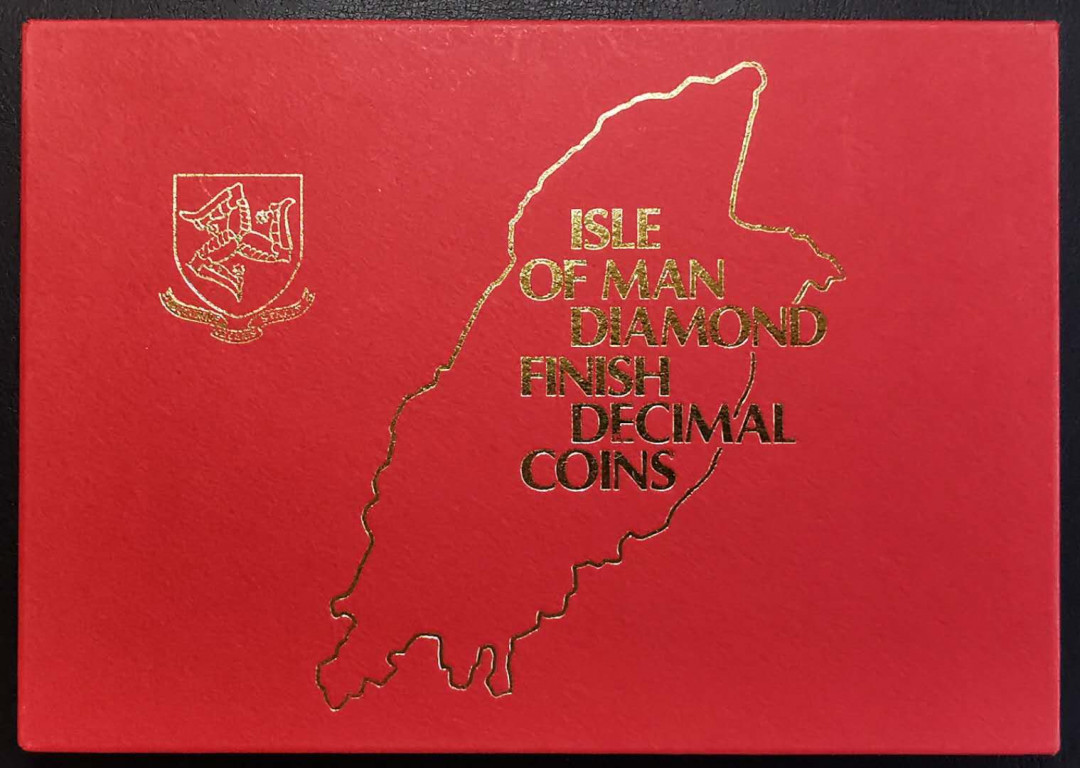 ISLE
OF MAN
DIAMOND
FINISH
DECIMAL
COINS